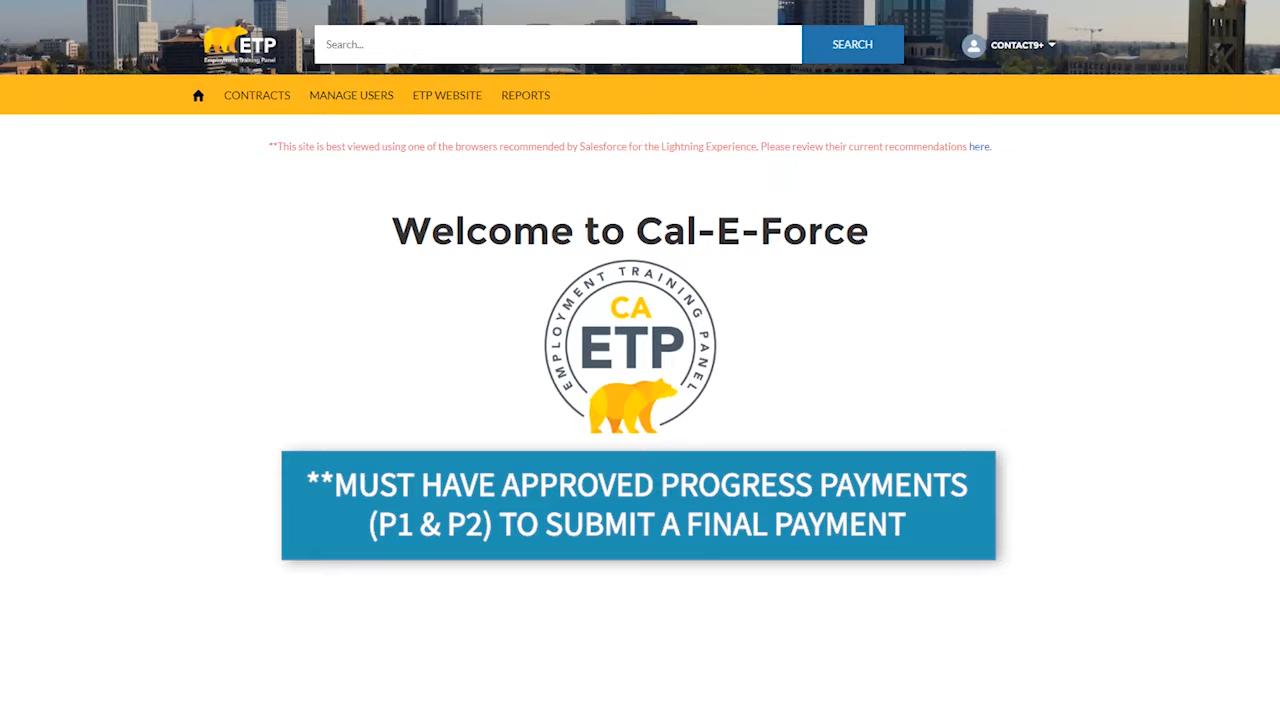 ETP
Employment Training Panel
Search...
SEARCH
CONTACT9+
CONTRACTS
MANAGE USERS
ETP WEBSITE
REPORTS
**This site is best viewed using one of the browsers recommended by Salesforce for the Lightning Experience. Please review their current recommendations here.
Welcome to Cal-E-Force
EMPLOYMENT TRAINING PANEL
CA
ETP
**MUST HAVE APPROVED PROGRESS PAYMENTS
(P1 & P2) TO SUBMIT A FINAL PAYMENT